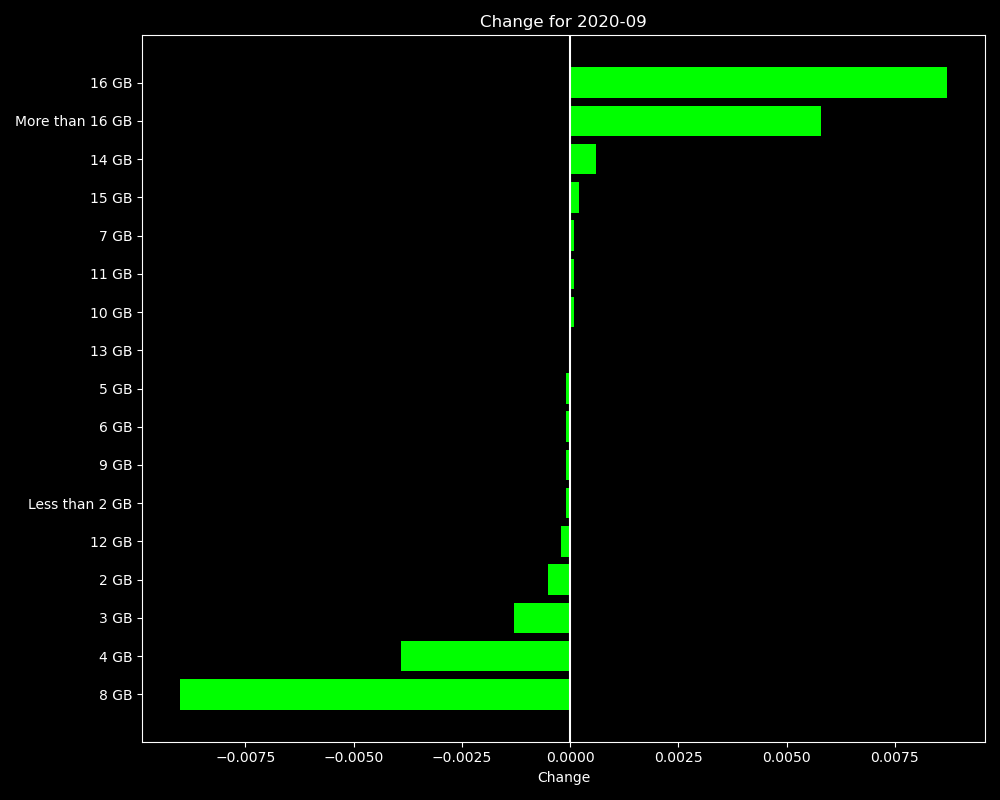 Change for 2020-09
16 GB
More than 16 GB
14 GB
15 GB
7 GB
11 GB
10 GB
13 GB
5 GB
6 GB
9 GB
Less than 2 GB
12 GB
2 GB
3 GB
4 GB
8 GB
−0.0075 −0.0050 −0.0025 0.0000 0.0025 0.0050 0.0075
Change